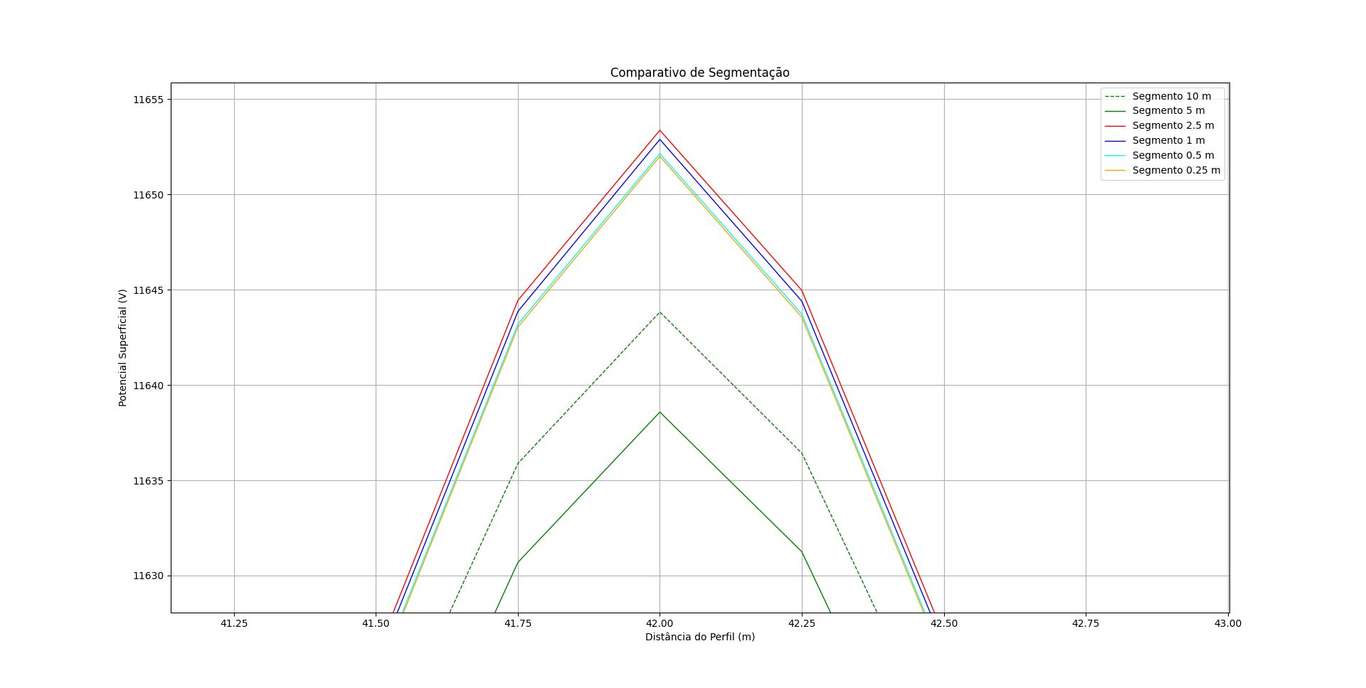 Comparativo de Segmentação
Segmento 10 m
Segmento 5 m
Segmento 2.5 m
Segmento 1 m
Segmento 0.5 m
Segmento 0.25 m
Potencial Superficial (V)
11655
11650
11645
11640
11635
11630
41.25 41.50 41.75 42.00 42.25 42.50 42.75 43.00
Distância do Perfil (m)